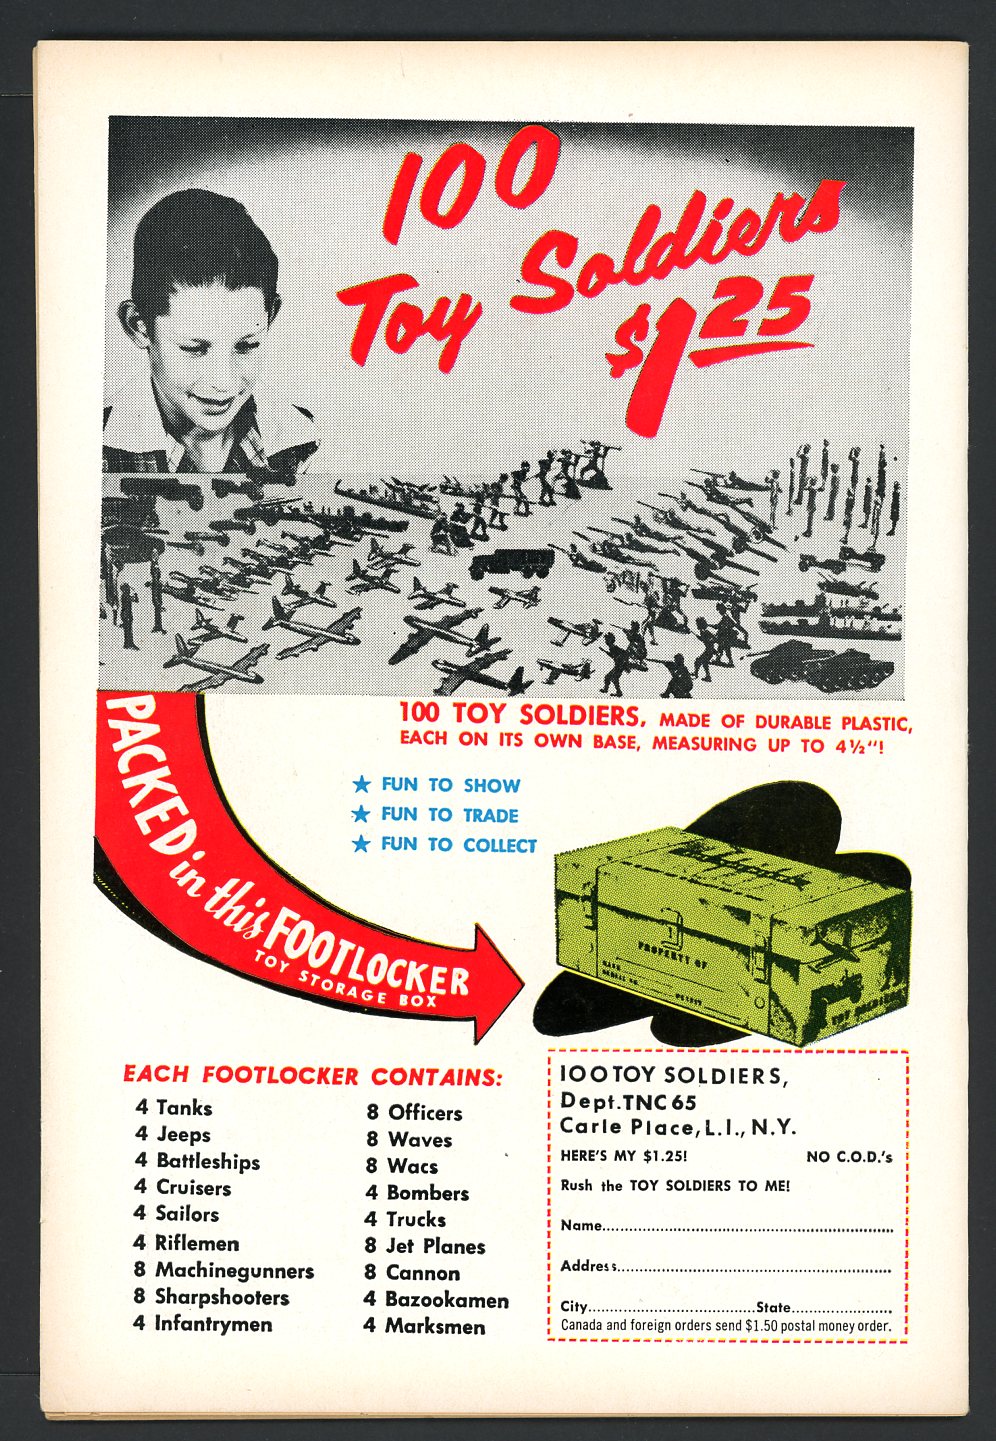 100
Toy Soldiers
$1.25
100 TOY SOLDIERS, MADE OF DURABLE PLASTIC,
EACH ON ITS OWN BASE, MEASURING UP TO 4½"!
★ FUN TO SHOW
★ FUN TO TRADE
★ FUN TO COLLECT
PACKED in this FOOTLOCKER
TOY STORAGE BOX
PROPERTY OF
TOY SOLDIERS
EACH FOOTLOCKER CONTAINS:
4 Tanks
4 Jeeps
4 Battleships
4 Cruisers
4 Sailors
4 Riflemen
8 Machinegunners
8 Sharpshooters
4 Infantrymen
8 Officers
8 Waves
8 Wacs
4 Bombers
4 Trucks
8 Jet Planes
8 Cannon
4 Bazookamen
4 Marksmen
100 TOY SOLDIERS,
Dept. TNC 65
Carle Place, L.I., N.Y.
HERE'S MY $1.25! NO C.O.D.'s
Rush the TOY SOLDIERS TO ME!
Name
Address
City State
Canada and foreign orders send $1.50 postal money order.